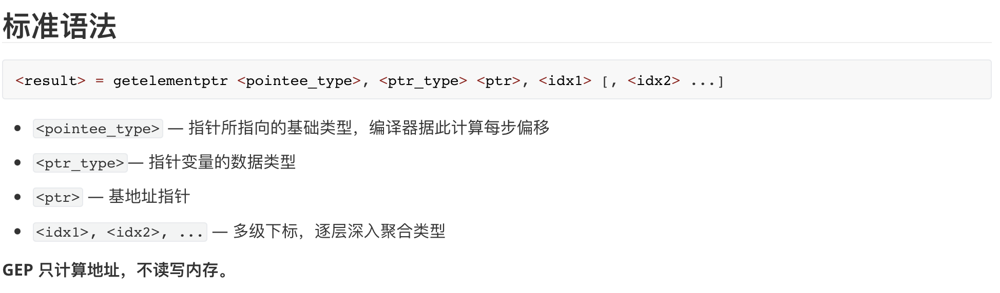 标准语法
<result> = getelementptr <pointee_type>, <ptr_type> <ptr>, <idx1> [, <idx2> ...]
<pointee_type> — 指针所指向的基础类型，编译器据此计算每步偏移
<ptr_type>— 指针变量的数据类型
<ptr> — 基地址指针
<idx1>, <idx2>, ... — 多级下标，逐层深入聚合类型
GEP 只计算地址，不读写内存。